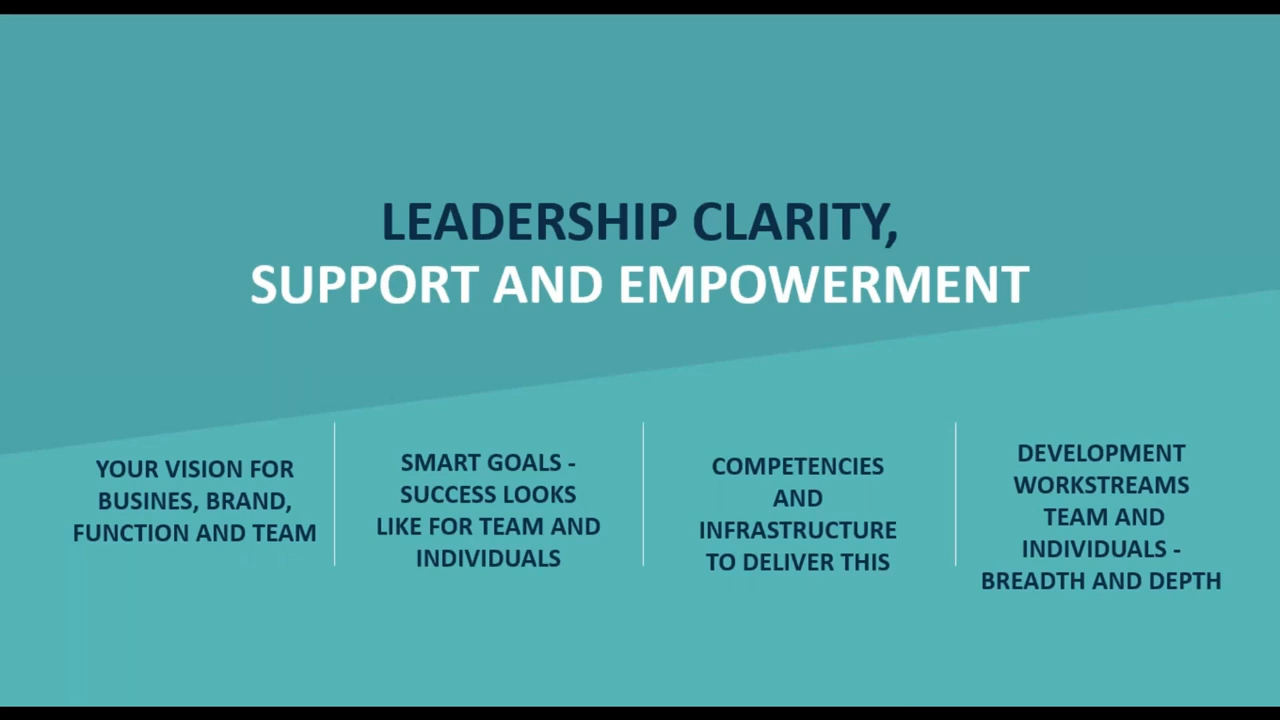 LEADERSHIP CLARITY,
SUPPORT AND EMPOWERMENT
YOUR VISION FOR
BUSINES, BRAND,
FUNCTION AND TEAM
SMART GOALS -
SUCCESS LOOKS
LIKE FOR TEAM AND
INDIVIDUALS
COMPETENCIES
AND
INFRASTRUCTURE
TO DELIVER THIS
DEVELOPMENT
WORKSTREAMS
TEAM AND
INDIVIDUALS -
BREADTH AND DEPTH